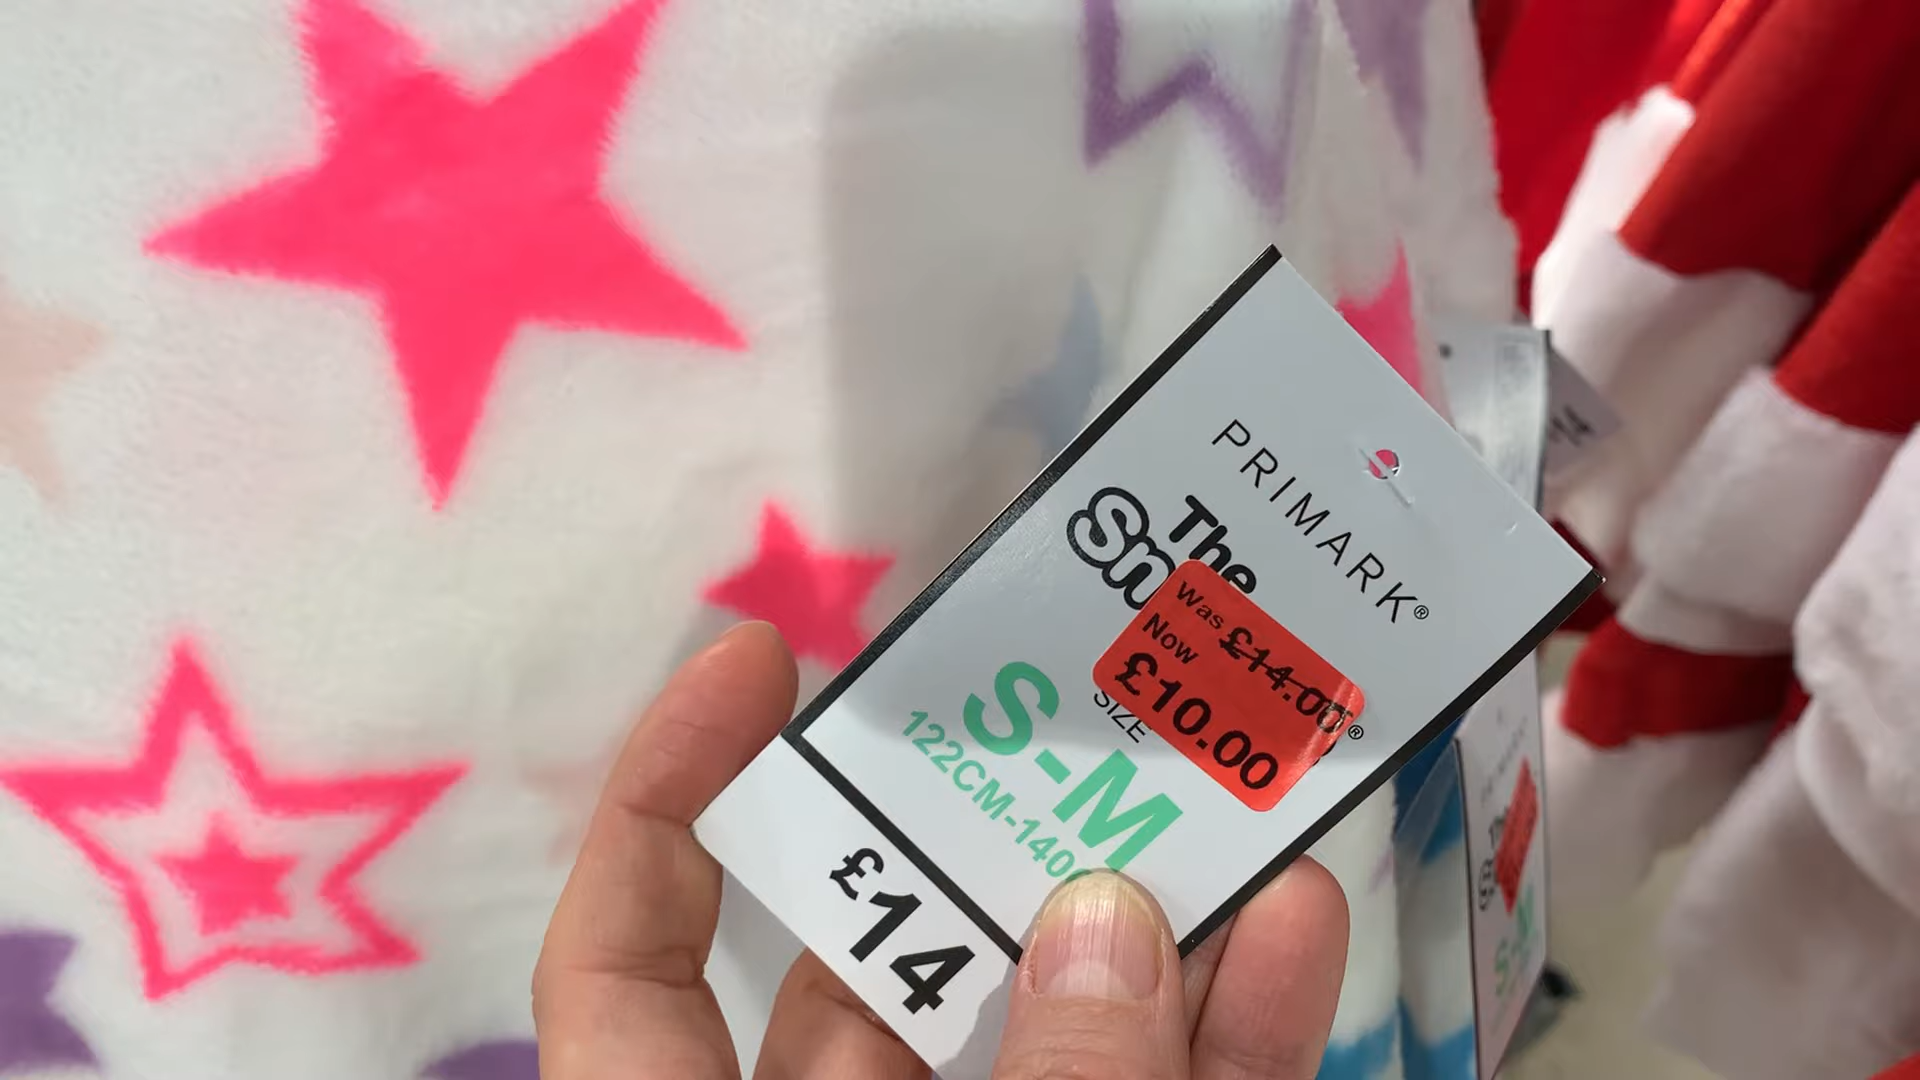 PRIMARK®
The
Was £14.00
Now
£10.00
SIZE
S-M
122CM-140
£14
S-M